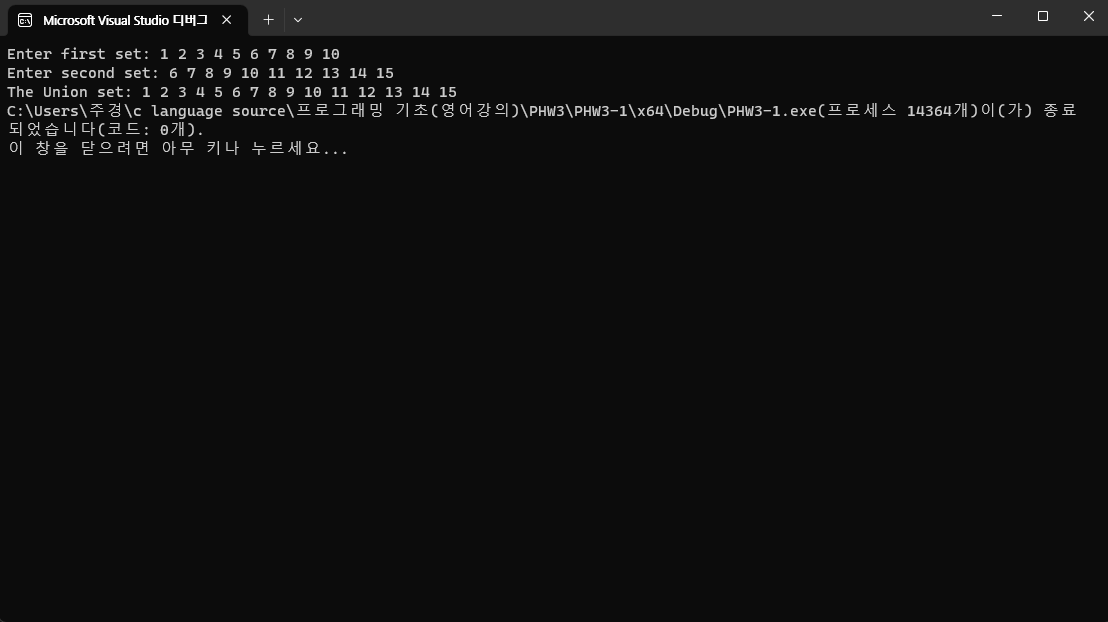 Microsoft Visual Studio 디버그
Enter first set: 1 2 3 4 5 6 7 8 9 10
Enter second set: 6 7 8 9 10 11 12 13 14 15
The Union set: 1 2 3 4 5 6 7 8 9 10 11 12 13 14 15
C:\Users\주경\c language source\프로그래밍 기초(영어강의)\PHW3\PHW3-1\x64\Debug\PHW3-1.exe(프로세스 14364개)이(가) 종료
되었습니다(코드: 0개).
이 창을 닫으려면 아무 키나 누르세요...